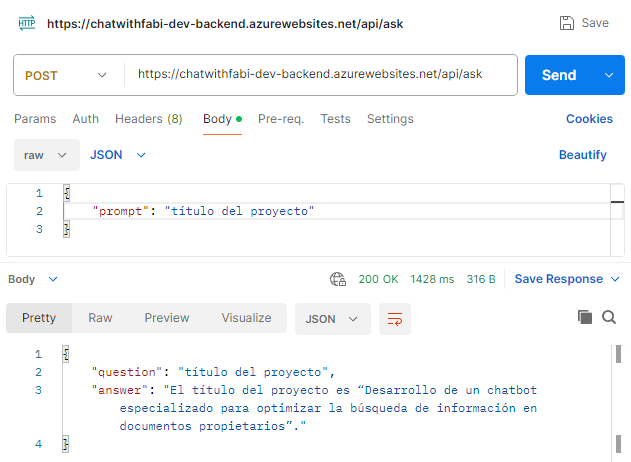 HTTP https://chatwithfabi-dev-backend.azurewebsites.net/api/ask Save
POST https://chatwithfabi-dev-backend.azurewebsites.net/api/ask Send
Params Auth Headers (8) Body Pre-req. Tests Settings Cookies
raw JSON Beautify
1 {
2 "prompt": "título del proyecto"
3 }
Body 200 OK 1428 ms 316 B Save Response
Pretty Raw Preview Visualize JSON
1 {
2 "question": "título del proyecto",
3 "answer": "El título del proyecto es “Desarrollo de un chatbot
especializado para optimizar la búsqueda de información en
documentos propietarios”."
4 }